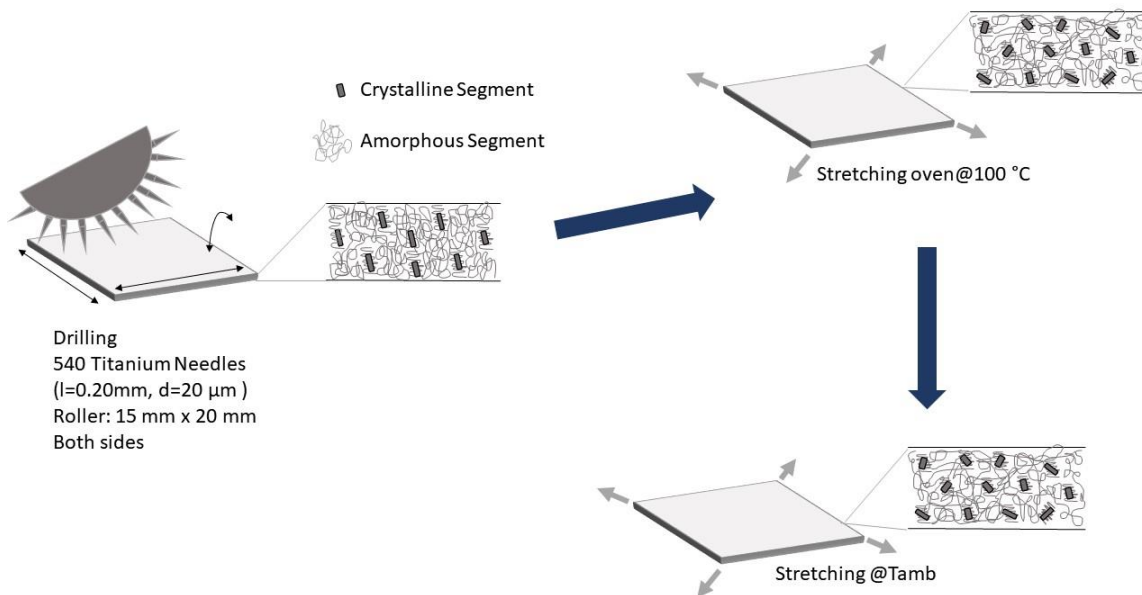 Crystalline Segment
Amorphous Segment
Drilling
540 Titanium Needles
(l=0.20mm, d=20 µm )
Roller: 15 mm x 20 mm
Both sides
Stretching oven@100 °C
Stretching @Tamb